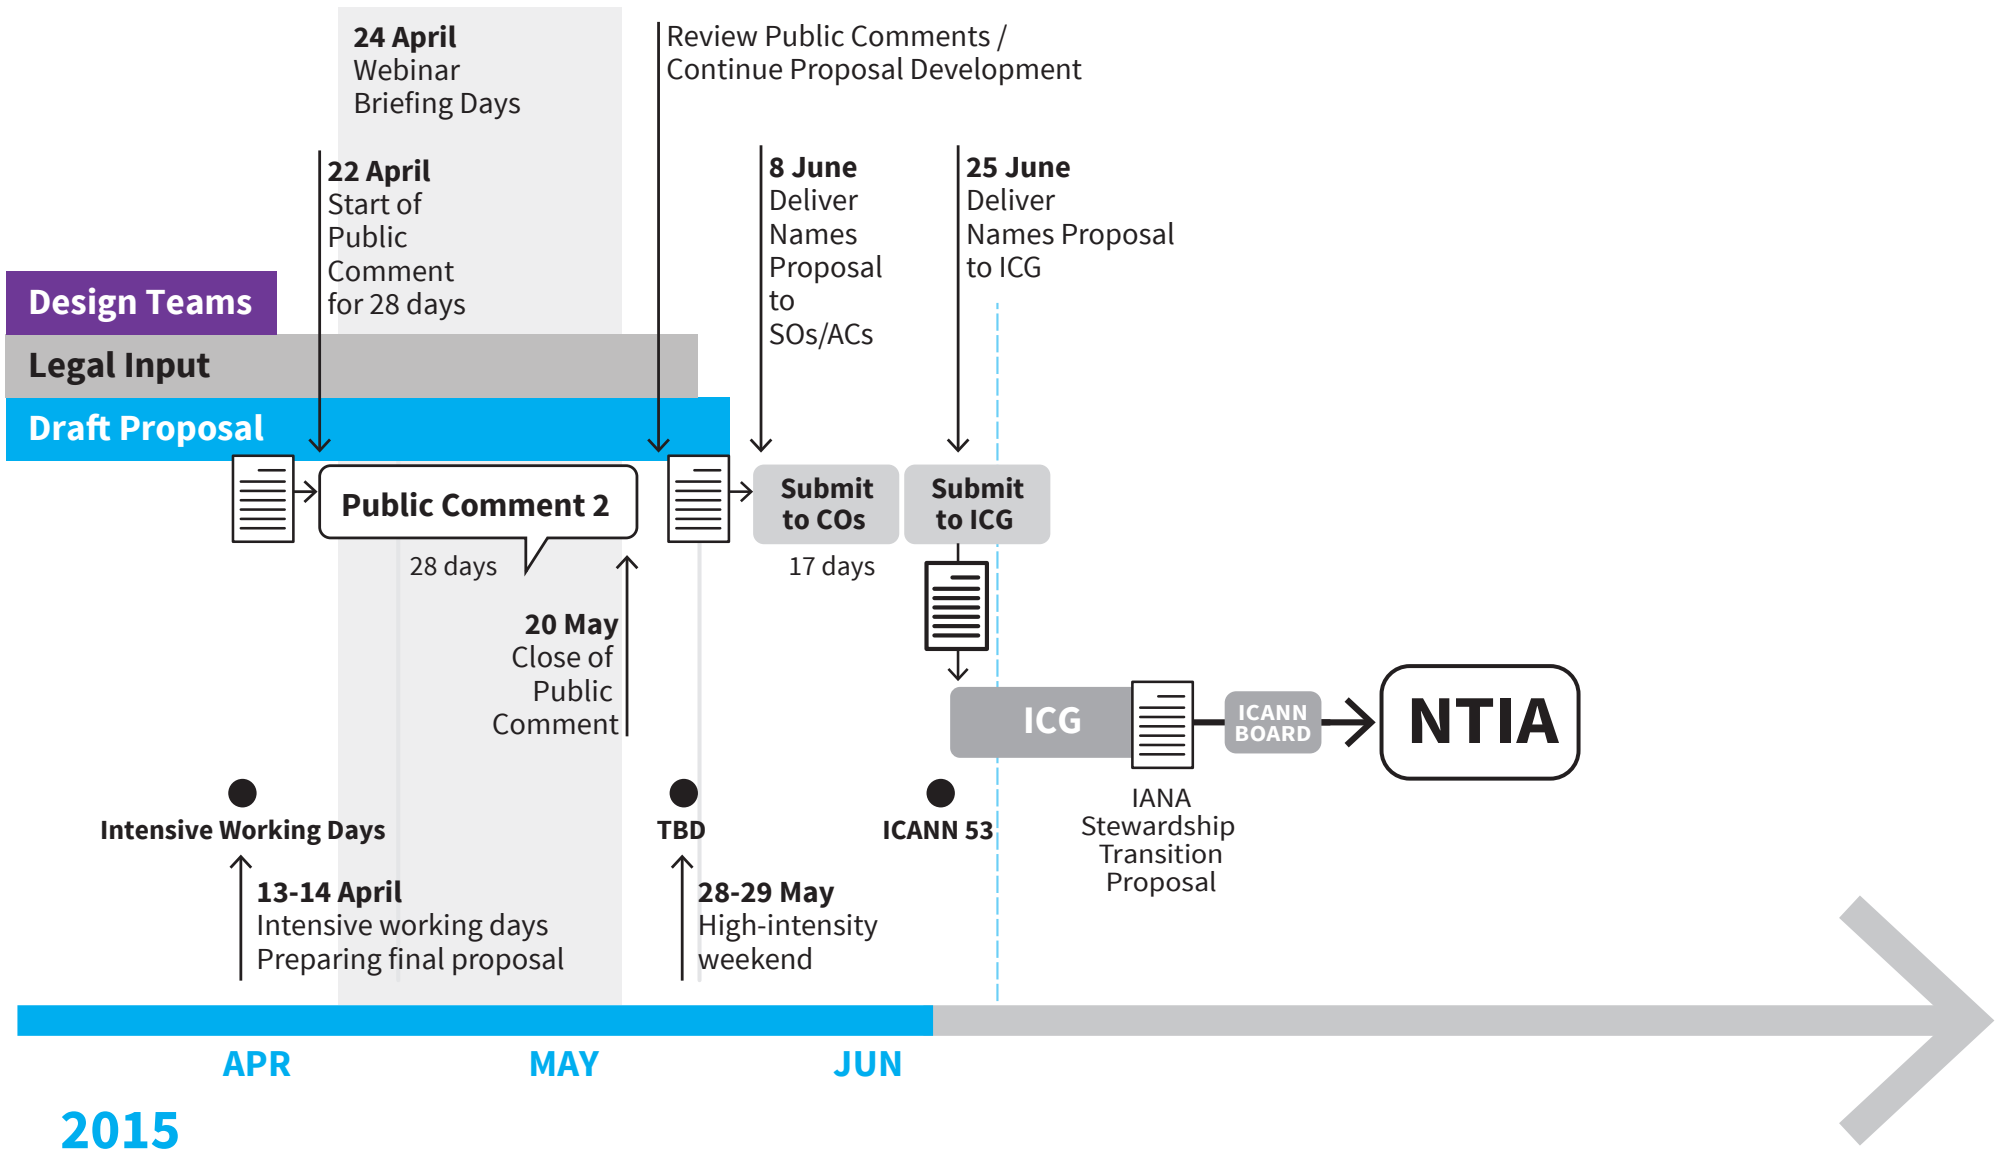 24 April
Webinar
Briefing Days
Review Public Comments /
Continue Proposal Development
22 April
Start of
Public
Comment
for 28 days
8 June
Deliver
Names
Proposal
to
SOs/ACs
25 June
Deliver
Names Proposal
to ICG
Design Teams
Legal Input
Draft Proposal
Public Comment 2
28 days
Submit
to COs
17 days
Submit
to ICG
20 May
Close of
Public
Comment
ICG
ICANN
BOARD
NTIA
IANA
Stewardship
Transition
Proposal
Intensive Working Days
TBD
ICANN 53
13-14 April
Intensive working days
Preparing final proposal
28-29 May
High-intensity
weekend
APR
MAY
JUN
2015